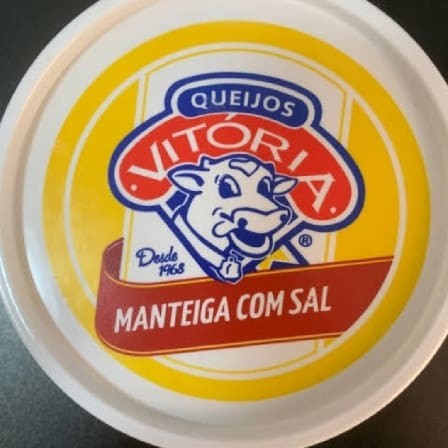 QUEIJOS
VITÓRIA
®
Desde
1968
MANTEIGA COM SAL